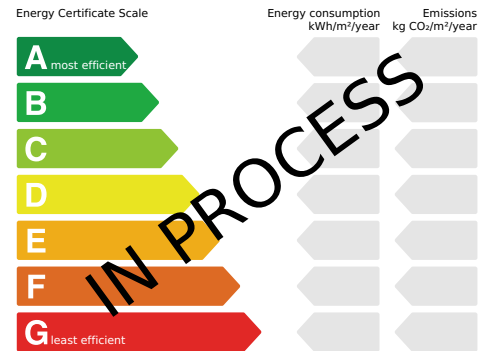 Energy Certificate Scale
Energy consumption
kWh/m²/year
Emissions
kg CO₂/m²/year
A most efficient
B
C
D
E
F
G least efficient
IN PROCESS